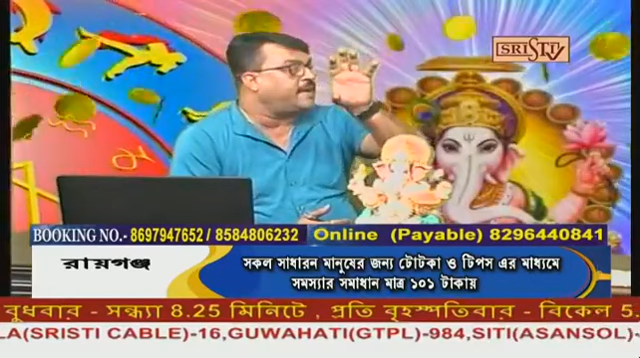 SRISTI TV
BOOKING NO.- 8697947652 / 8584806232 Online (Payable) 8296440841
রায়গঞ্জ
সকল সাধারন মানুষের জন্য টোটকা ও টিপস এর মাধ্যমে
সমস্যার সমাধান মাত্র ১০১ টাকায়
বুধবার - সন্ধ্যা 8.25 মিনিটে , প্রতি বৃহস্পতিবার - বিকেল 5.
LA(SRISTI CABLE)-16,GUWAHATI(GTPL)-984,SITI(ASANSOL)-